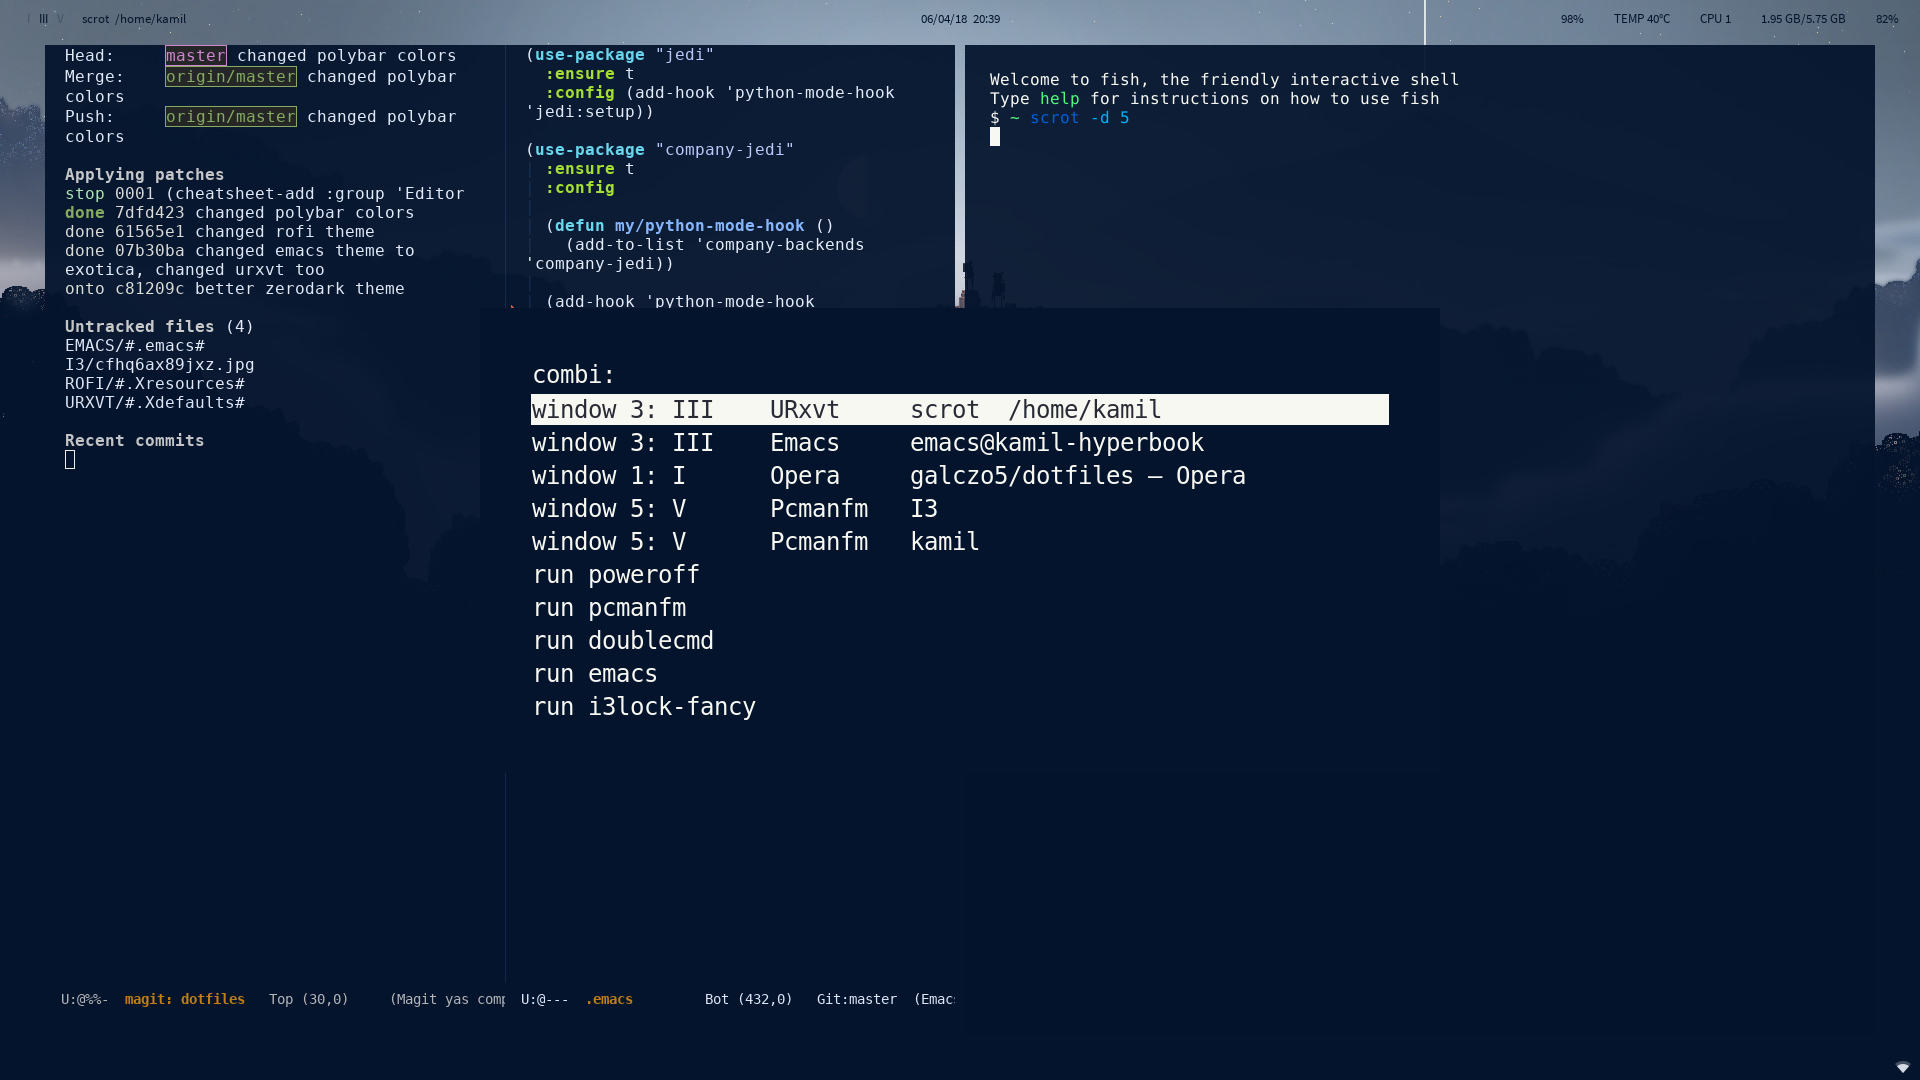 I III V scrot /home/kamil 06/04/18 20:39 98% TEMP 40°C CPU 1 1.95 GB/5.75 GB 82%
Head: master changed polybar colors
Merge: origin/master changed polybar
colors
Push: origin/master changed polybar
colors
Applying patches
stop 0001 (cheatsheet-add :group 'Editor
done 7dfd423 changed polybar colors
done 61565e1 changed rofi theme
done 07b30ba changed emacs theme to
exotica, changed urxvt too
onto c81209c better zerodark theme
Untracked files (4)
EMACS/#.emacs#
I3/cfhq6ax89jxz.jpg
ROFI/#.Xresources#
URXVT/#.Xdefaults#
Recent commits
(use-package "jedi"
:ensure t
:config (add-hook 'python-mode-hook
'jedi:setup))
(use-package "company-jedi"
:ensure t
:config
(defun my/python-mode-hook ()
(add-to-list 'company-backends
'company-jedi))
(add-hook 'python-mode-hook
Welcome to fish, the friendly interactive shell
Type help for instructions on how to use fish
$ ~ scrot -d 5
combi:
window 3: III URxvt scrot /home/kamil
window 3: III Emacs emacs@kamil-hyperbook
window 1: I Opera galczo5/dotfiles – Opera
window 5: V Pcmanfm I3
window 5: V Pcmanfm kamil
run poweroff
run pcmanfm
run doublecmd
run emacs
run i3lock-fancy
U:@%%- magit: dotfiles Top (30,0) (Magit yas comp
U:@--- .emacs Bot (432,0) Git:master (Emacs